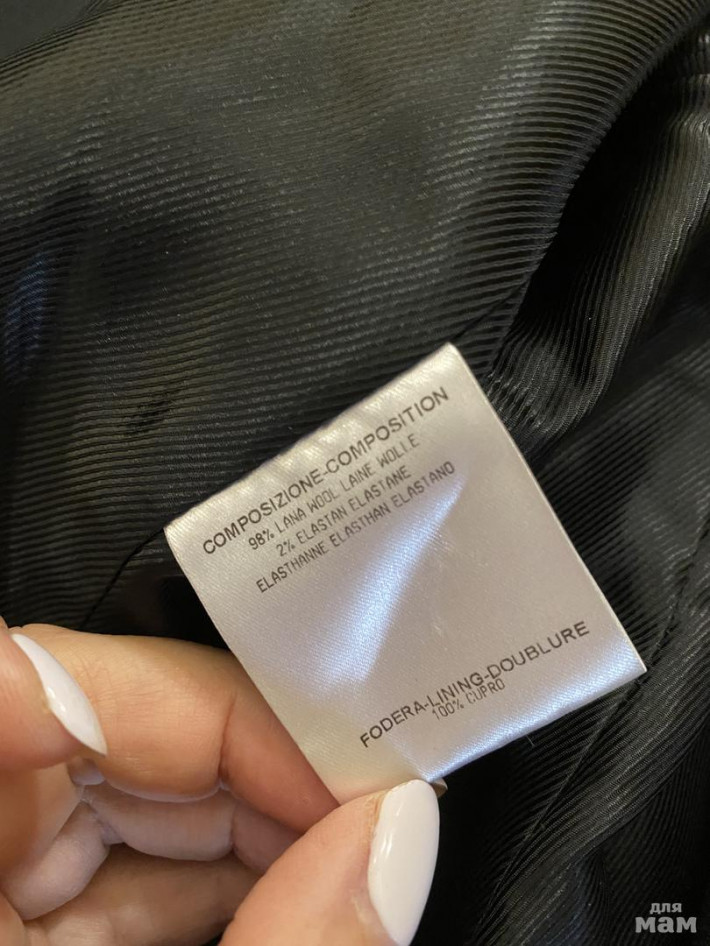 COMPOSIZIONE-COMPOSITION
98% LANA WOOL LAINE WOLLE
2% ELASTAN ELASTANE
ELASTHANNE ELASTHAN ELASTANO
FODERA-LINING-DOUBLURE
100% CUPRO
для
мам